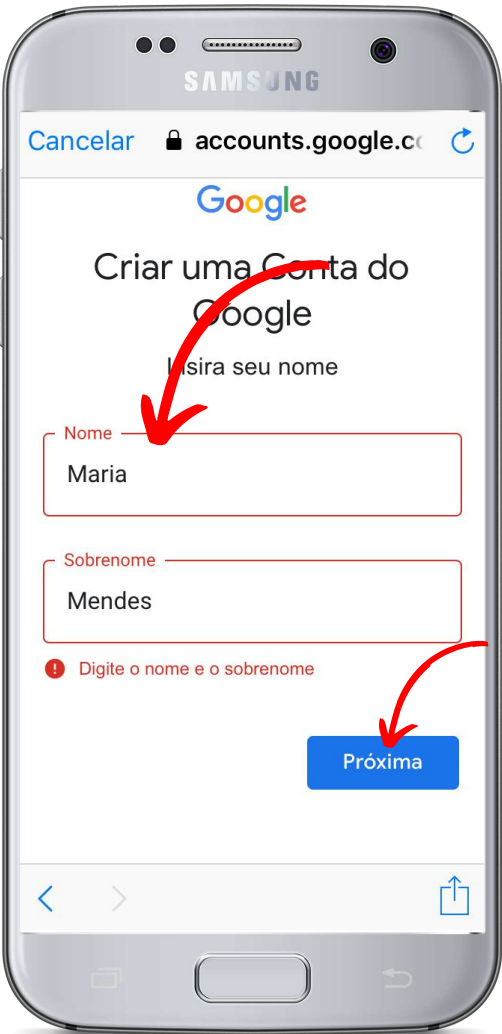 SAMSUNG
Cancelar accounts.google.co
Google
Criar uma Conta do
Google
Insira seu nome
Nome
Maria
Sobrenome
Mendes
Digite o nome e o sobrenome
Próxima